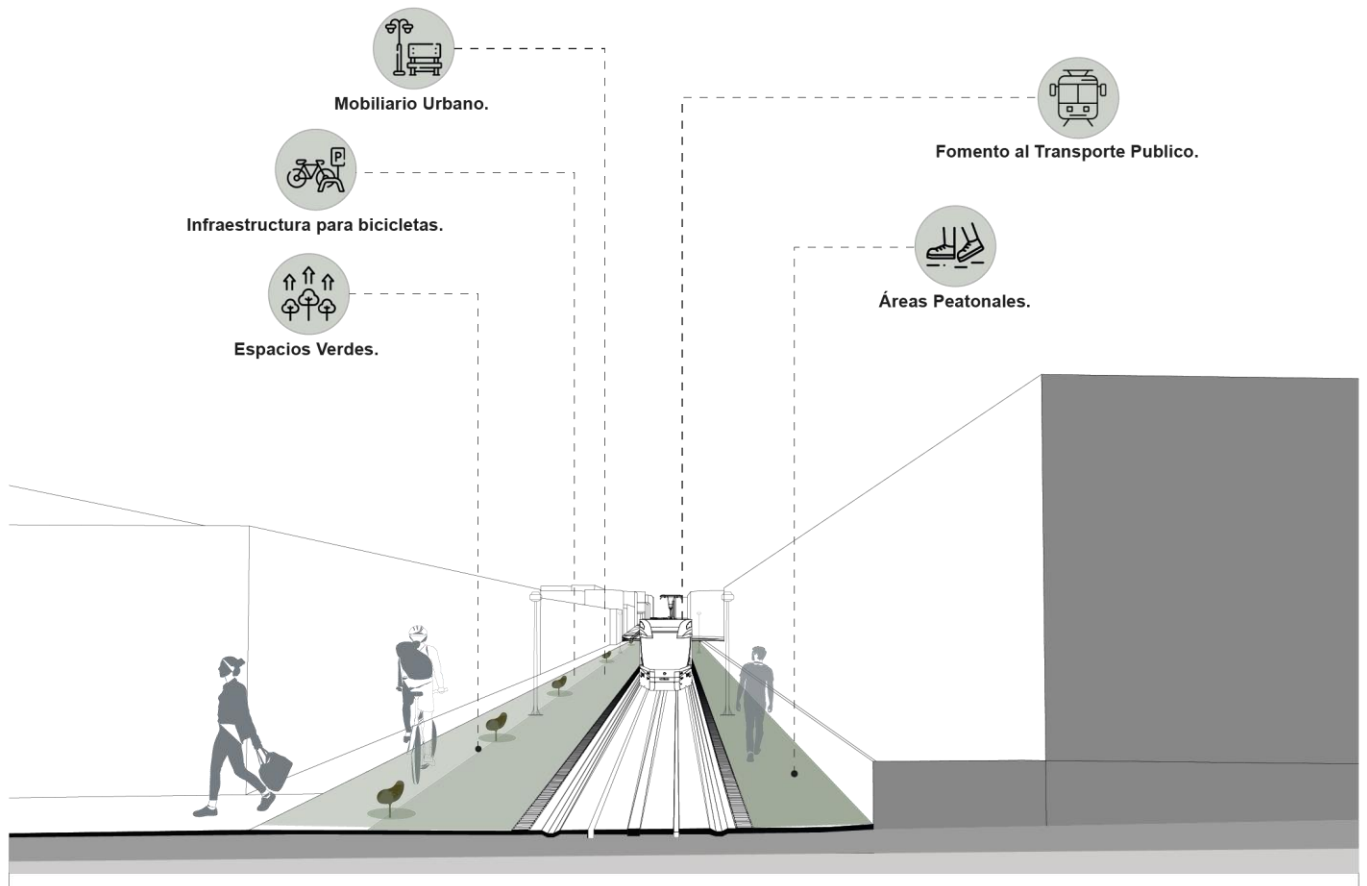 Mobiliario Urbano.
Fomento al Transporte Publico.
P
Infraestructura para bicicletas.
Áreas Peatonales.
Espacios Verdes.